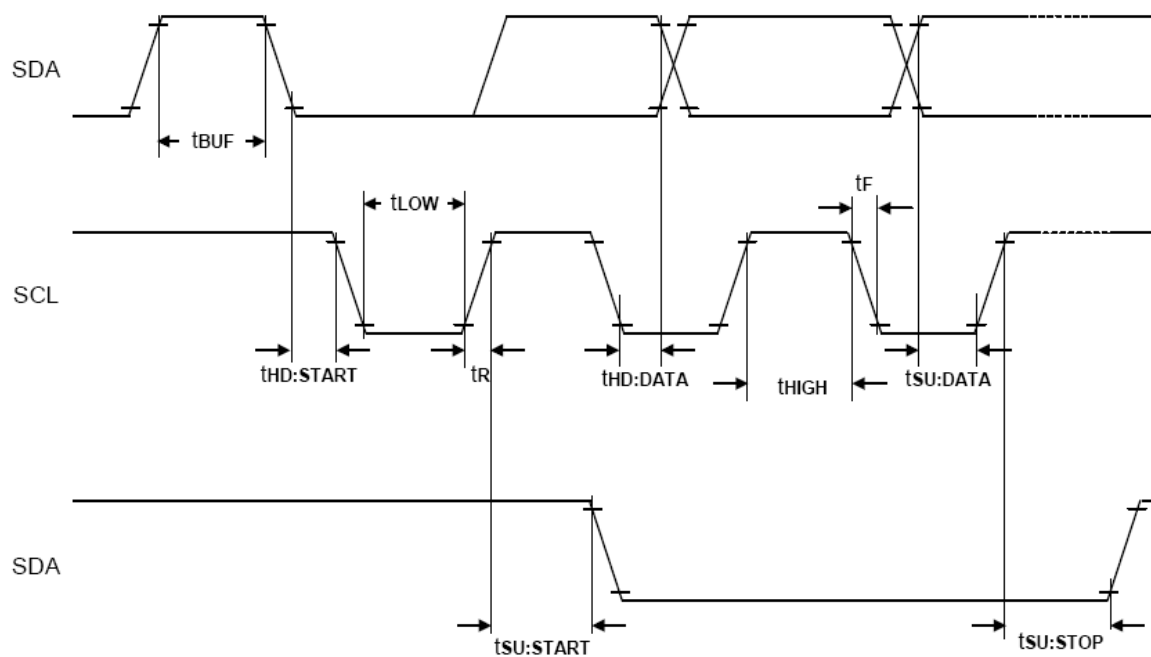 SDA
tBUF
tLOW
tF
SCL
tHD:START
tR
tHD:DATA
tHIGH
tSU:DATA
SDA
tSU:START
tSU:STOP